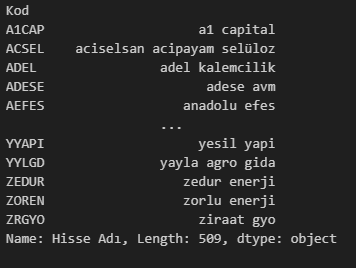 Kod
A1CAP a1 capital
ACSEL aciselsan acipayam selüloz
ADEL adel kalemcilik
ADESE adese avm
AEFES anadolu efes
...
YYAPI yesil yapi
YYLGD yayla agro gida
ZEDUR zedur enerji
ZOREN zorlu enerji
ZRGYO ziraat gyo
Name: Hisse Adı, Length: 509, dtype: object